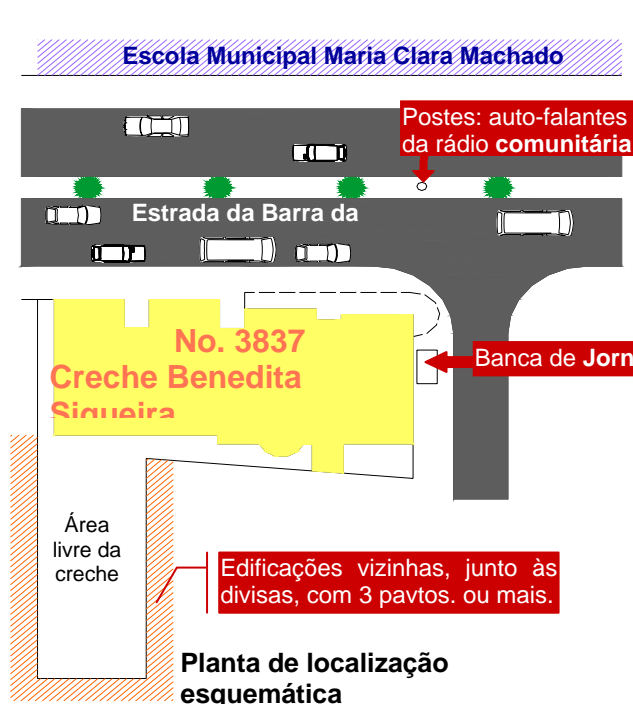 Escola Municipal Maria Clara Machado
Postes: auto-falantes
da rádio comunitária
Estrada da Barra da
No. 3837
Creche Benedita
Siqueira
Banca de Jorn
Área
livre da
creche
Edificações vizinhas, junto às
divisas, com 3 pavtos. ou mais.
Planta de localização
esquemática